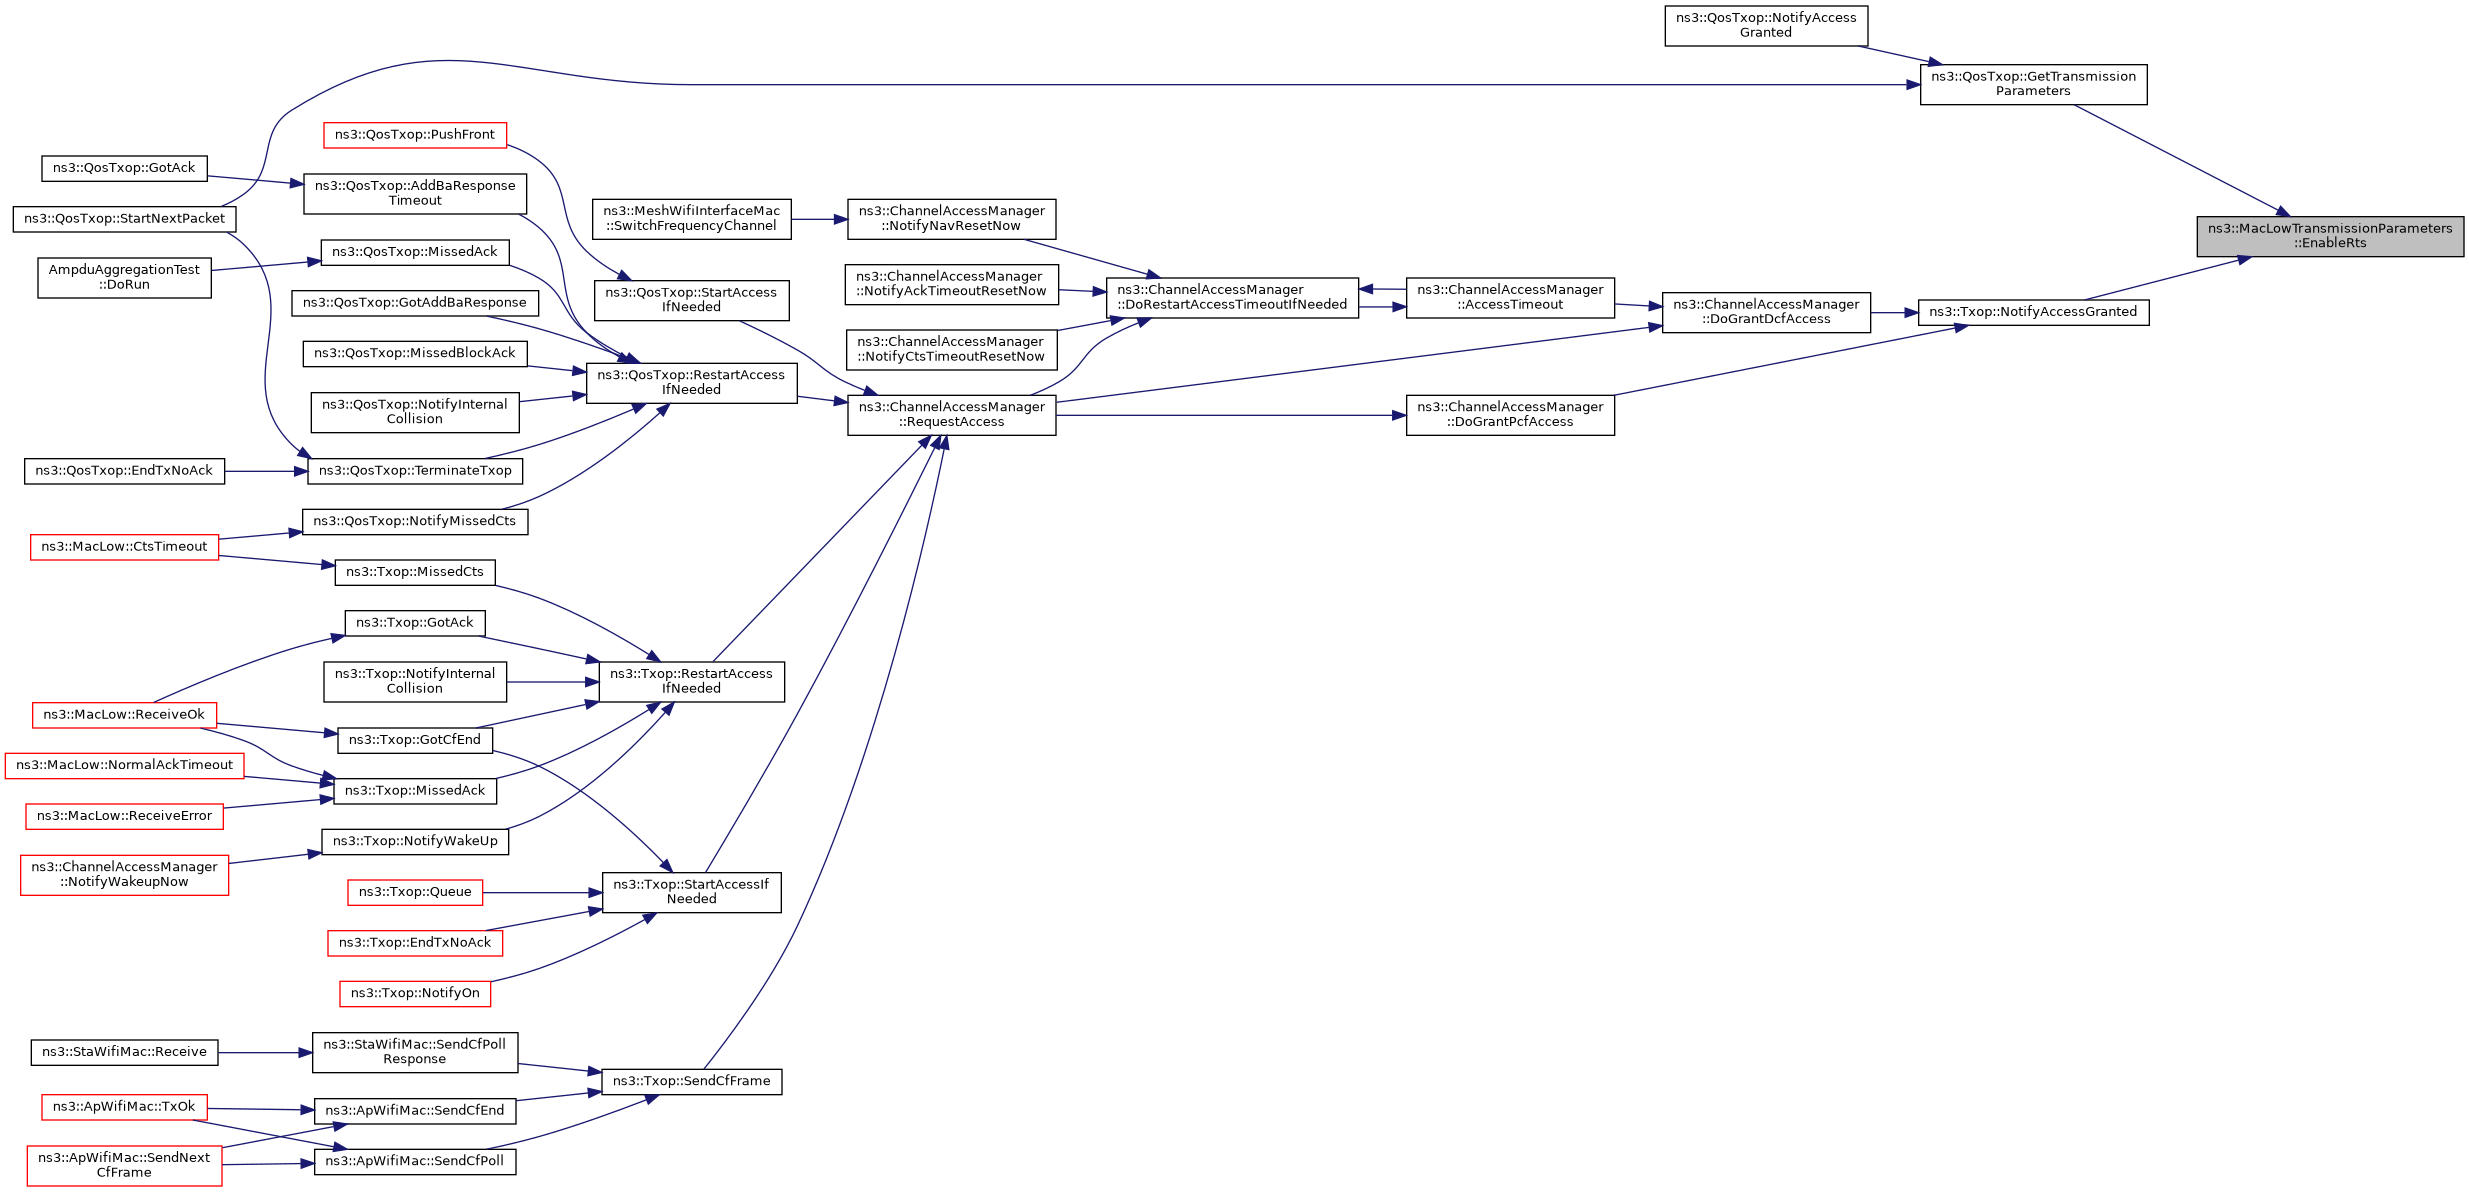 ns3::QosTxop::NotifyAccess
Granted
ns3::QosTxop::GetTransmission
Parameters
ns3::QosTxop::PushFront
ns3::QosTxop::GotAck
ns3::QosTxop::AddBaResponse
Timeout
ns3::QosTxop::StartNextPacket
ns3::MeshWifiInterfaceMac
::SwitchFrequencyChannel
ns3::ChannelAccessManager
::NotifyNavResetNow
ns3::MacLowTransmissionParameters
::EnableRts
ns3::QosTxop::MissedAck
AmpduAggregationTest
::DoRun
ns3::ChannelAccessManager
::NotifyAckTimeoutResetNow
ns3::QosTxop::GotAddBaResponse
ns3::QosTxop::StartAccess
IfNeeded
ns3::ChannelAccessManager
::DoRestartAccessTimeoutIfNeeded
ns3::ChannelAccessManager
::AccessTimeout
ns3::ChannelAccessManager
::DoGrantDcfAccess
ns3::Txop::NotifyAccessGranted
ns3::ChannelAccessManager
::NotifyCtsTimeoutResetNow
ns3::QosTxop::MissedBlockAck
ns3::QosTxop::RestartAccess
IfNeeded
ns3::QosTxop::NotifyInternal
Collision
ns3::ChannelAccessManager
::RequestAccess
ns3::ChannelAccessManager
::DoGrantPcfAccess
ns3::QosTxop::EndTxNoAck
ns3::QosTxop::TerminateTxop
ns3::QosTxop::NotifyMissedCts
ns3::MacLow::CtsTimeout
ns3::Txop::MissedCts
ns3::Txop::GotAck
ns3::Txop::NotifyInternal
Collision
ns3::Txop::RestartAccess
IfNeeded
ns3::MacLow::ReceiveOk
ns3::Txop::GotCfEnd
ns3::MacLow::NormalAckTimeout
ns3::Txop::MissedAck
ns3::MacLow::ReceiveError
ns3::Txop::NotifyWakeUp
ns3::ChannelAccessManager
::NotifyWakeupNow
ns3::Txop::Queue
ns3::Txop::StartAccessIf
Needed
ns3::Txop::EndTxNoAck
ns3::Txop::NotifyOn
ns3::StaWifiMac::Receive
ns3::StaWifiMac::SendCfPoll
Response
ns3::Txop::SendCfFrame
ns3::ApWifiMac::TxOk
ns3::ApWifiMac::SendCfEnd
ns3::ApWifiMac::SendNext
CfFrame
ns3::ApWifiMac::SendCfPoll